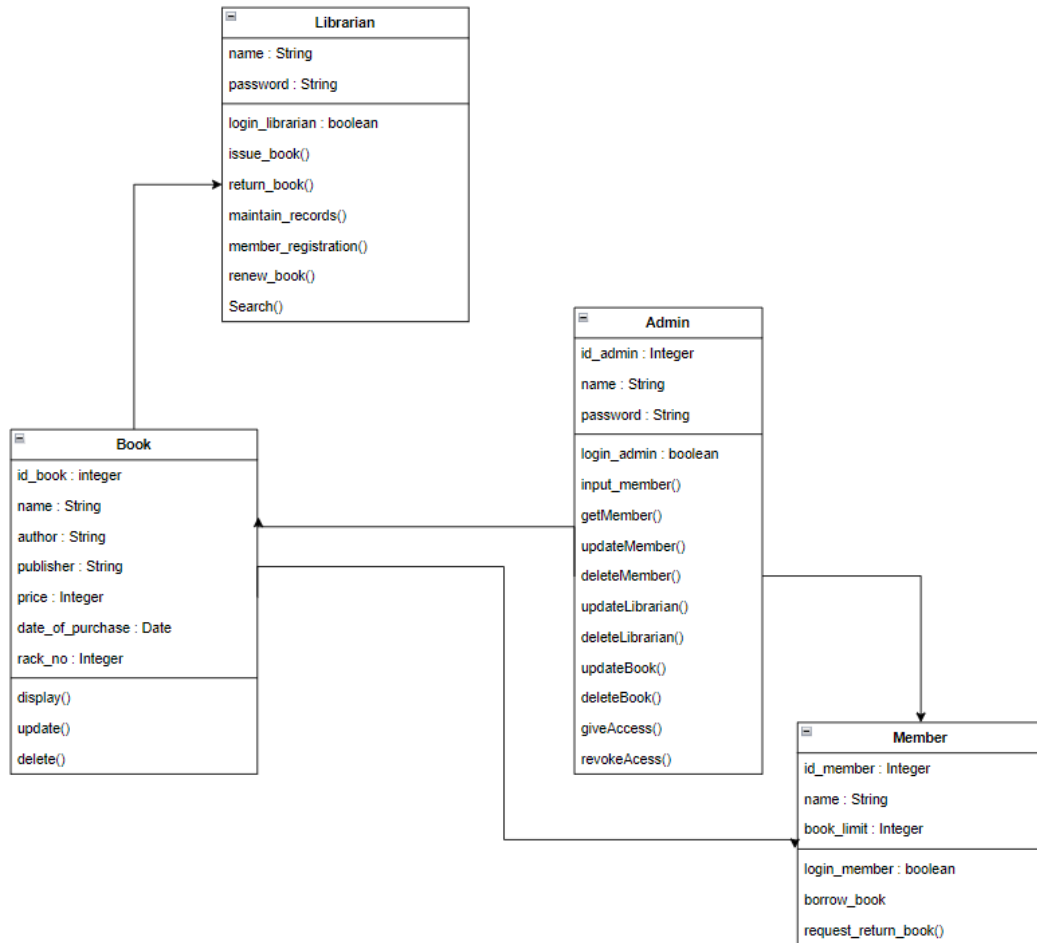 Librarian
name : String
password : String
login_librarian : boolean
issue_book()
return_book()
maintain_records()
member_registration()
renew_book()
Search()
Admin
id_admin : Integer
name : String
password : String
login_admin : boolean
input_member()
getMember()
updateMember()
deleteMember()
updateLibrarian()
deleteLibrarian()
updateBook()
deleteBook()
giveAccess()
revokeAcess()
Book
id_book : integer
name : String
author : String
publisher : String
price : Integer
date_of_purchase : Date
rack_no : Integer
display()
update()
delete()
Member
id_member : Integer
name : String
book_limit : Integer
login_member : boolean
borrow_book
request_return_book()